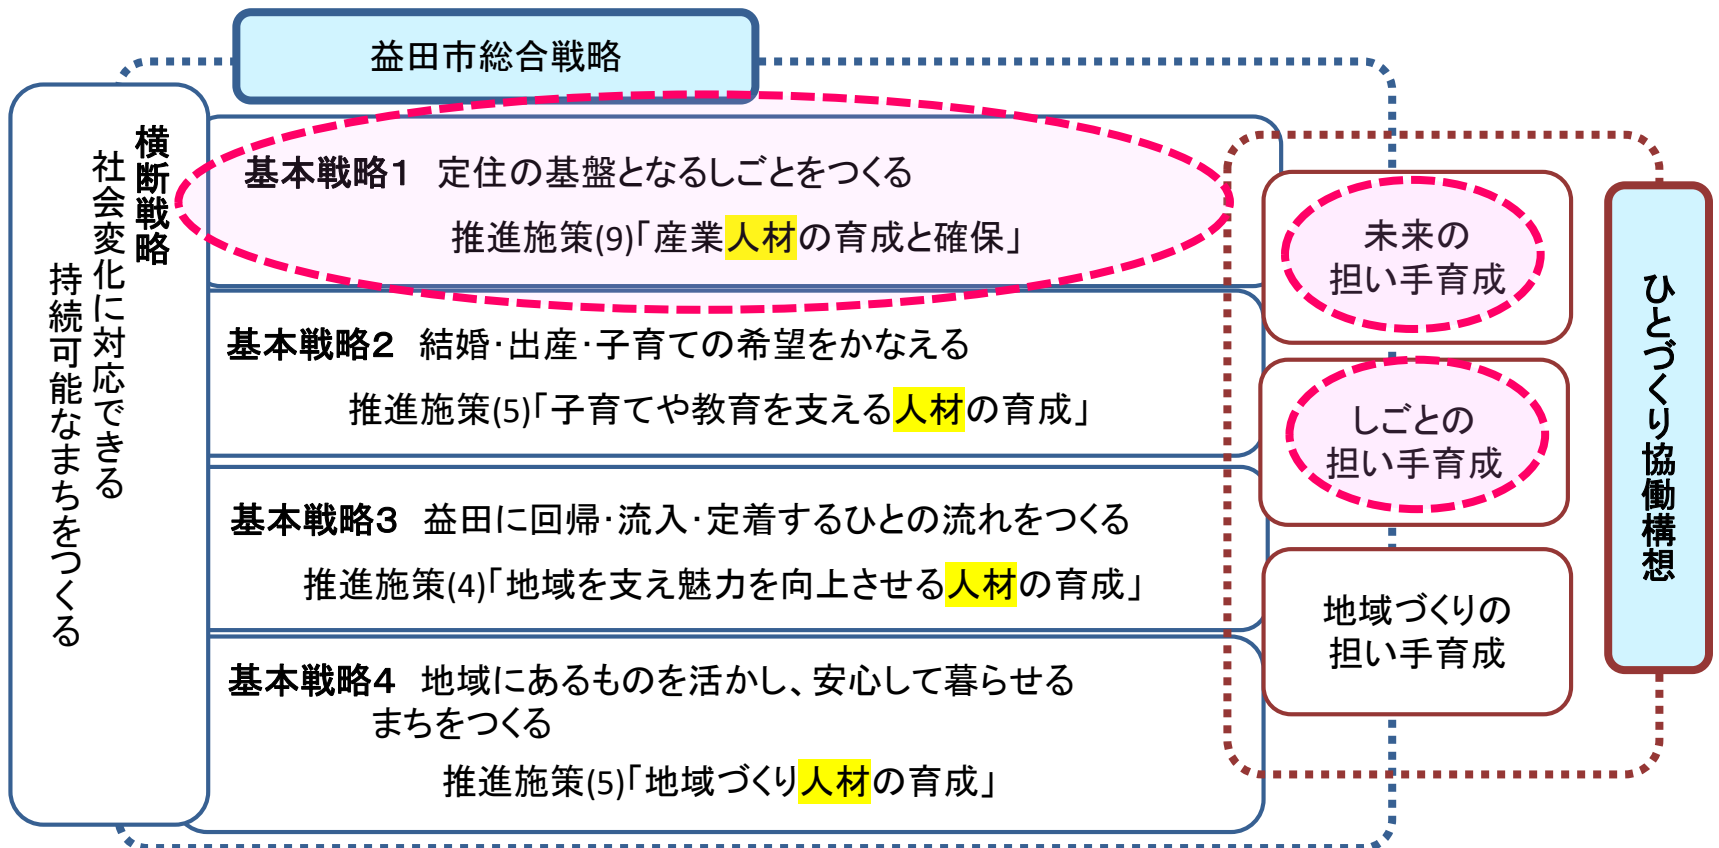 益田市総合戦略
横断戦略
社会変化に対応できる
持続可能なまちをつくる
基本戦略1 定住の基盤となるしごとをつくる
推進施策(9)「産業人材の育成と確保」
基本戦略2 結婚・出産・子育ての希望をかなえる
推進施策(5)「子育てや教育を支える人材の育成」
基本戦略3 益田に回帰・流入・定着するひとの流れをつくる
推進施策(4)「地域を支え魅力を向上させる人材の育成」
基本戦略4 地域にあるものを活かし、安心して暮らせる
まちをつくる
推進施策(5)「地域づくり人材の育成」
未来の
担い手育成
しごとの
担い手育成
地域づくりの
担い手育成
ひとづくり協働構想